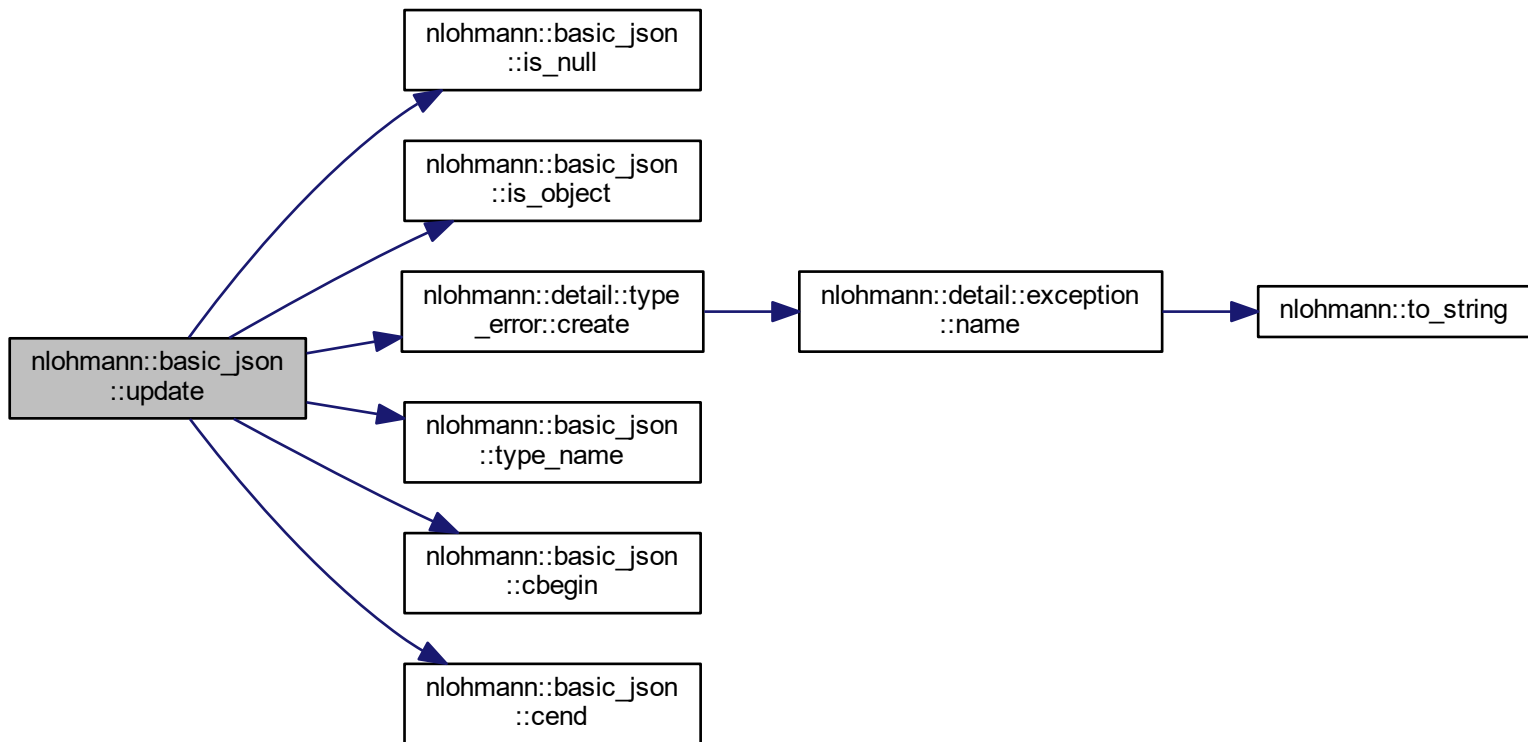 nlohmann::basic_json
::is_null
nlohmann::basic_json
::is_object
nlohmann::detail::type
_error::create
nlohmann::detail::exception
::name
nlohmann::to_string
nlohmann::basic_json
::update
nlohmann::basic_json
::type_name
nlohmann::basic_json
::cbegin
nlohmann::basic_json
::cend